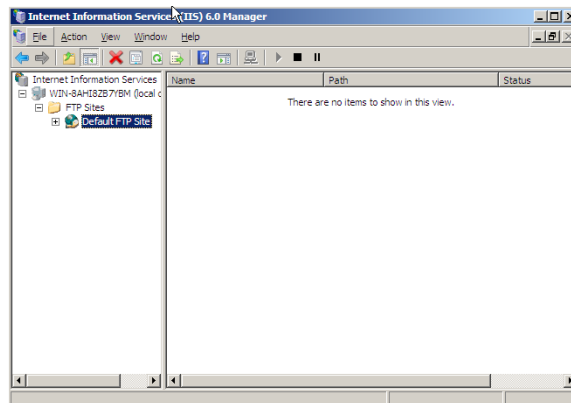 Internet Information Services (IIS) 6.0 Manager
File Action View Window Help
Internet Information Services
Name Path Status
WIN-8AHI8ZB7YBM (local c
There are no items to show in this view.
FTP Sites
Default FTP Site